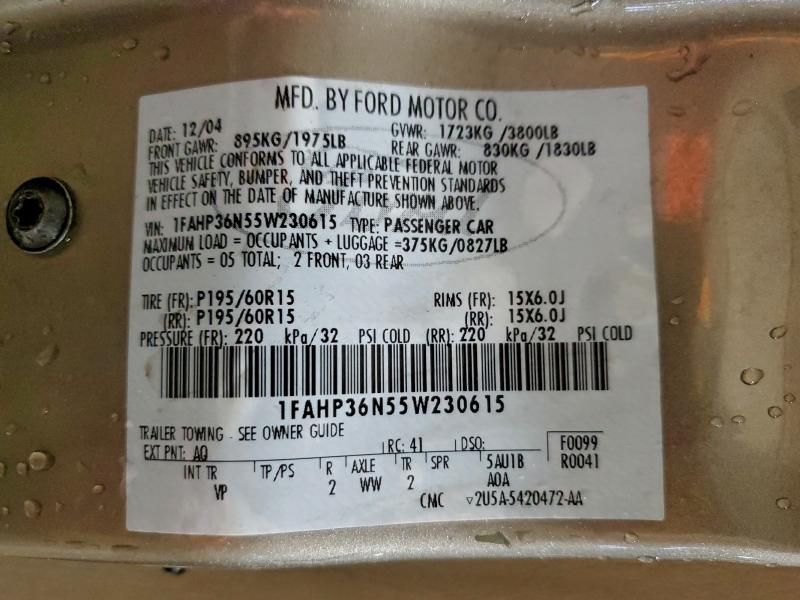 MFD. BY FORD MOTOR CO.
DATE: 12/04 GVWR: 1723KG /3800LB
FRONT GAWR: 895KG/1975LB REAR GAWR: 830KG /1830LB
THIS VEHICLE CONFORMS TO ALL APPLICABLE FEDERAL MOTOR
VEHICLE SAFETY, BUMPER, AND THEFT PREVENTION STANDARDS
IN EFFECT ON THE DATE OF MANUFACTURE SHOWN ABOVE.
VIN: 1FAHP36N55W230615 TYPE: PASSENGER CAR
MAXIMUM LOAD = OCCUPANTS + LUGGAGE =375KG/0827LB
OCCUPANTS = 05 TOTAL; 2 FRONT, 03 REAR
TIRE (FR): P195/60R15 RIMS (FR): 15X6.0J
(RR): P195/60R15 (RR): 15X6.0J
PRESSURE (FR): 220 kPa/32 PSI COLD (RR): 220 kPa/32 PSI COLD
1FAHP36N55W230615
TRAILER TOWING - SEE OWNER GUIDE
EXT PNT: AQ RC: 41 DSO: F0099
INT TR TP/PS R AXLE TR SPR 5AU1B R0041
VP 2 WW 2 A0A
CMC ▿2U5A-5420472-AA